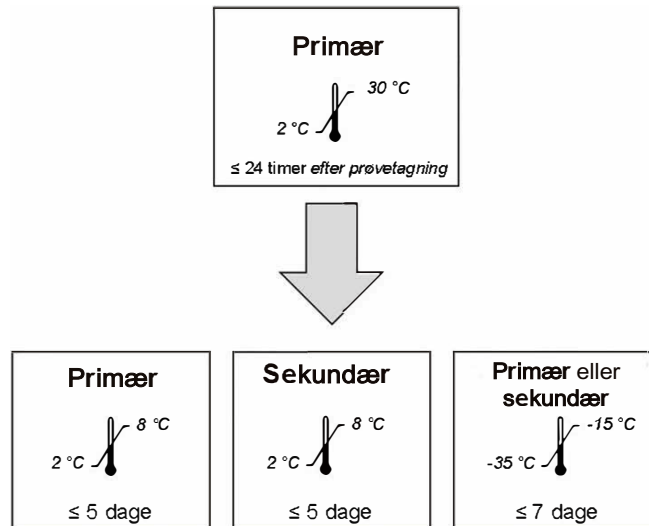 Primær
30 °C
2 °C
≤ 24 timer efter prøvetagning
Primær
8 °C
2 °C
≤ 5 dage
Sekundær
8 °C
2 °C
≤ 5 dage
Primær eller
sekundær
-15 °C
-35 °C
≤ 7 dage